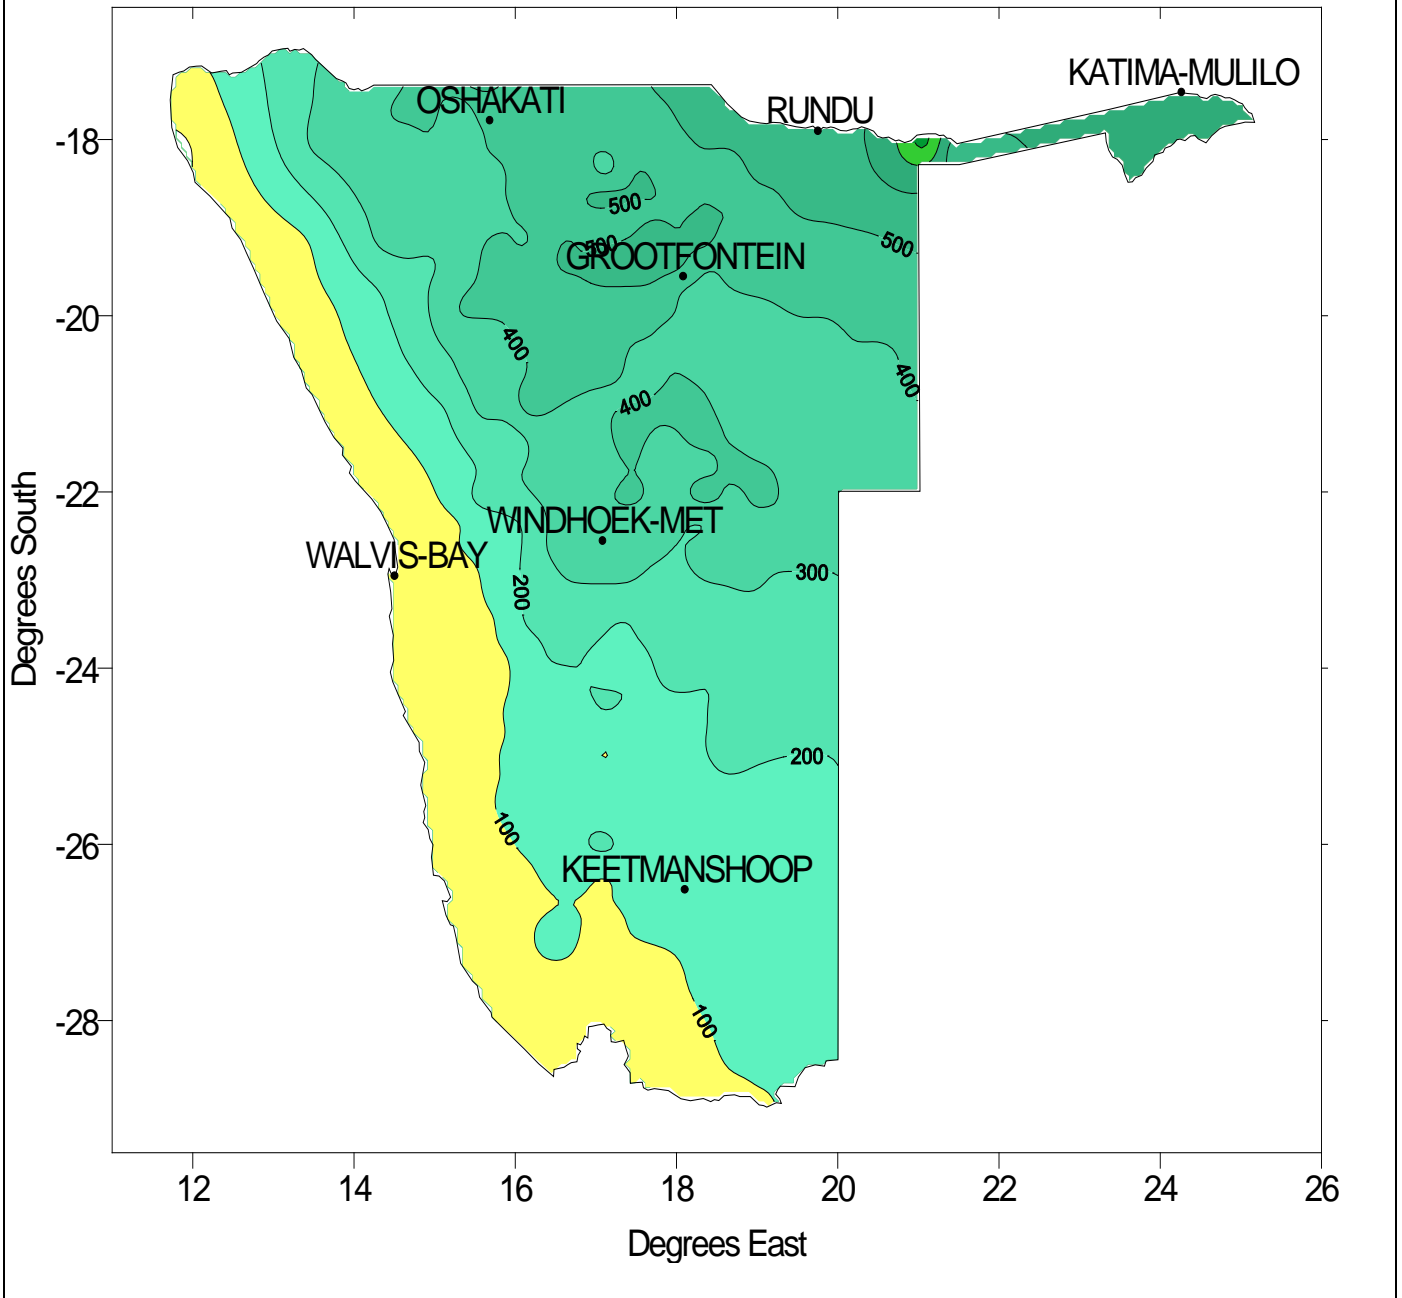 KATIMA-MULILO
OSHAKATI
RUNDU
-18
500
500
500
GROOTFONTEIN
-20
400
400
400
-22
WINDHOEK-MET
WALVIS-BAY
300
200
-24
200
100
-26
KEETMANSHOOP
100
-28
12 14 16 18 20 22 24 26
Degrees East
Degrees South